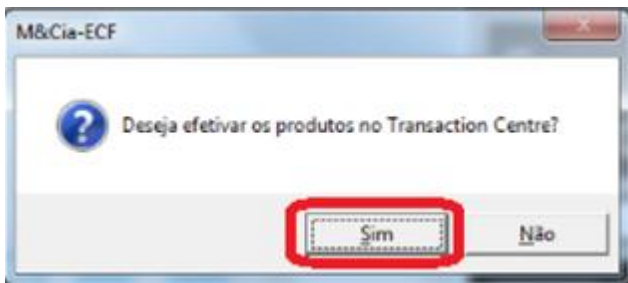 M&Cia-ECF
Deseja efetivar os produtos no Transaction Centre?
Sim
Não